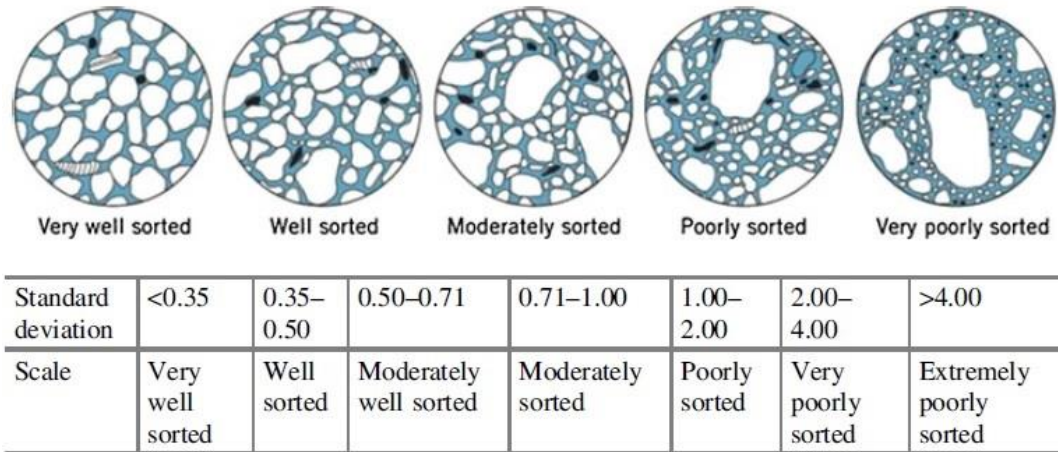 Very well sorted
Well sorted
Moderately sorted
Poorly sorted
Very poorly sorted
Standard deviation
<0.35
0.35–
0.50
0.50–0.71
0.71–1.00
1.00–
2.00
2.00–
4.00
>4.00
Scale
Very
well
sorted
Well
sorted
Moderately
well sorted
Moderately
sorted
Poorly
sorted
Very
poorly
sorted
Extremely
poorly
sorted